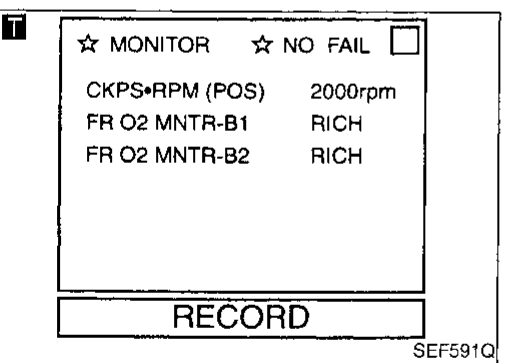 T
☆ MONITOR ☆ NO FAIL
CKPS•RPM (POS) 2000rpm
FR O2 MNTR-B1 RICH
FR O2 MNTR-B2 RICH
RECORD
SEF591Q